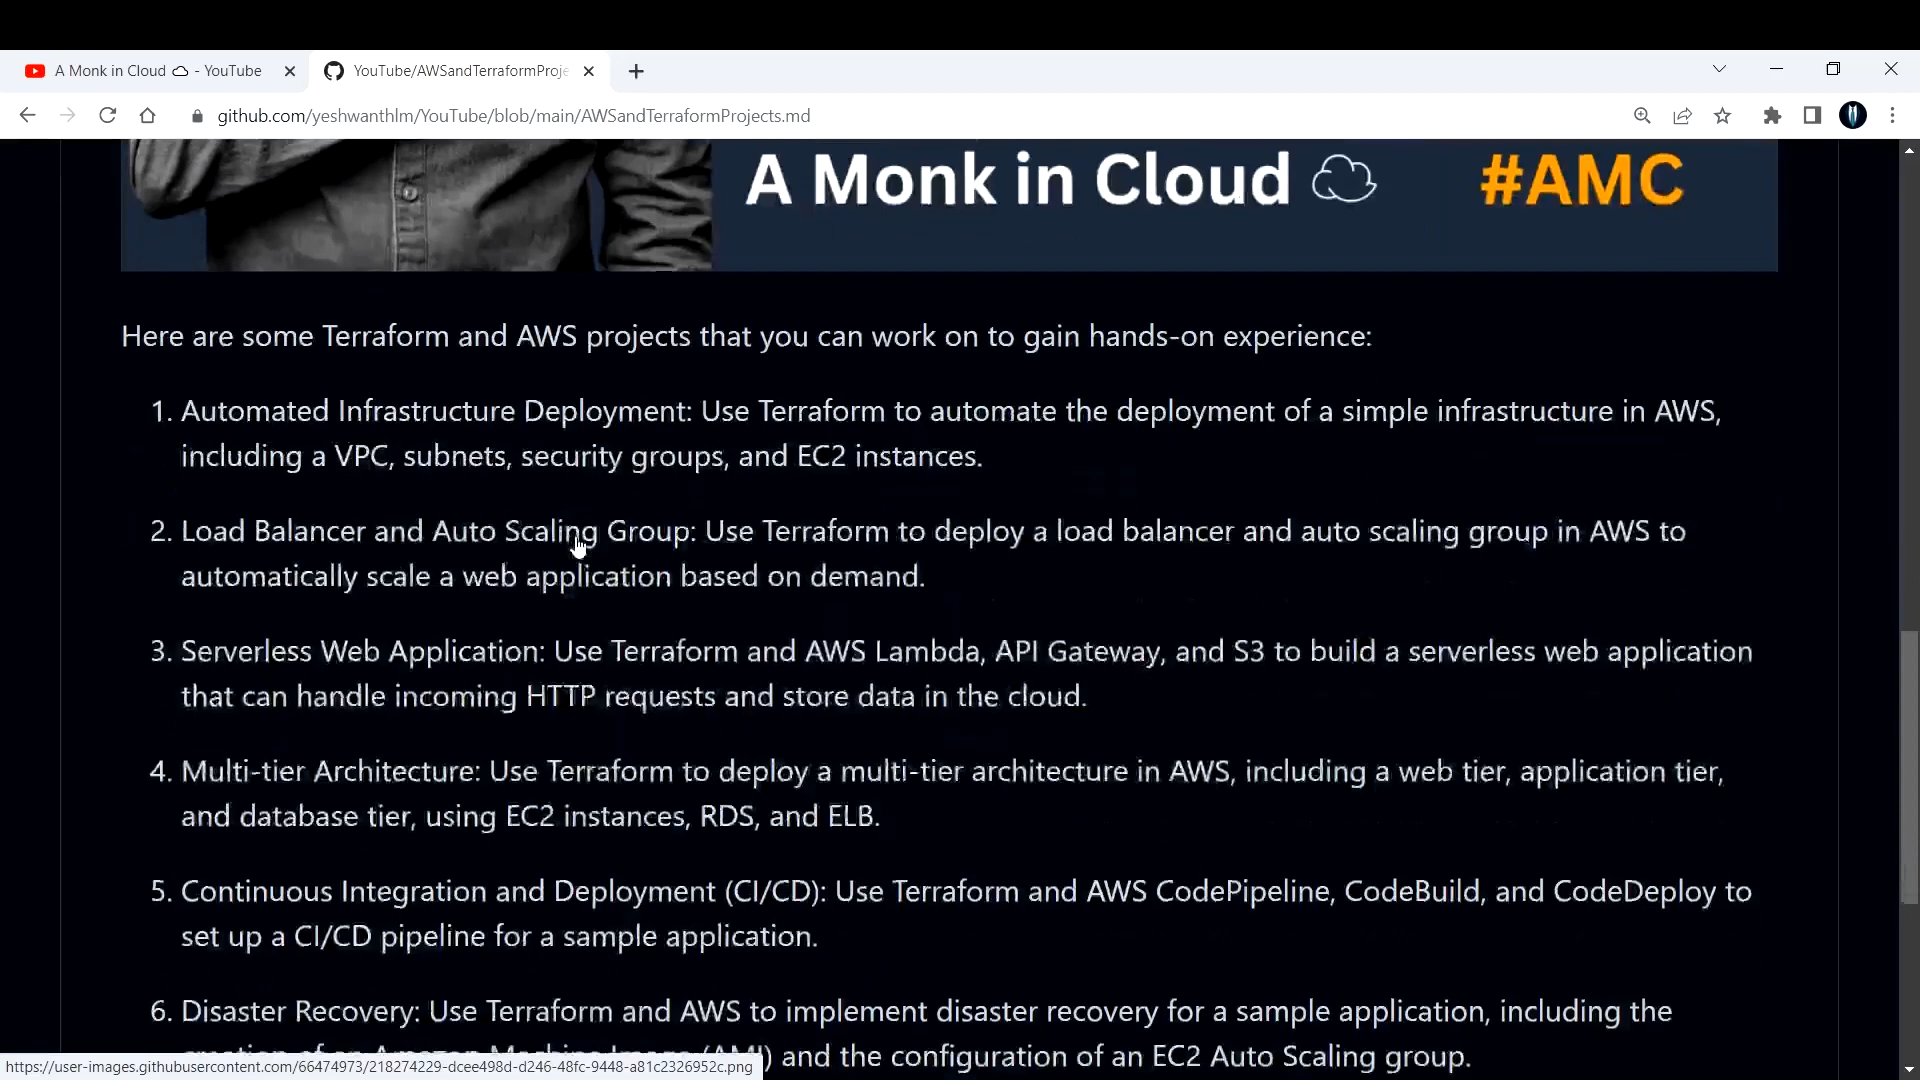 A Monk in Cloud - YouTube
YouTube/AWSandTerraformProje
github.com/yeshwanthlm/YouTube/blob/main/AWSandTerraformProjects.md
A Monk in Cloud #AMC
Here are some Terraform and AWS projects that you can work on to gain hands-on experience:
1. Automated Infrastructure Deployment: Use Terraform to automate the deployment of a simple infrastructure in AWS,
including a VPC, subnets, security groups, and EC2 instances.
2. Load Balancer and Auto Scaling Group: Use Terraform to deploy a load balancer and auto scaling group in AWS to
automatically scale a web application based on demand.
3. Serverless Web Application: Use Terraform and AWS Lambda, API Gateway, and S3 to build a serverless web application
that can handle incoming HTTP requests and store data in the cloud.
4. Multi-tier Architecture: Use Terraform to deploy a multi-tier architecture in AWS, including a web tier, application tier,
and database tier, using EC2 instances, RDS, and ELB.
5. Continuous Integration and Deployment (CI/CD): Use Terraform and AWS CodePipeline, CodeBuild, and CodeDeploy to
set up a CI/CD pipeline for a sample application.
6. Disaster Recovery: Use Terraform and AWS to implement disaster recovery for a sample application, including the
creation of an Amazon Machine Image (AMI) and the configuration of an EC2 Auto Scaling group.
https://user-images.githubusercontent.com/66474973/218274229-dcee498d-d246-48fc-9448-a81c2326952c.png